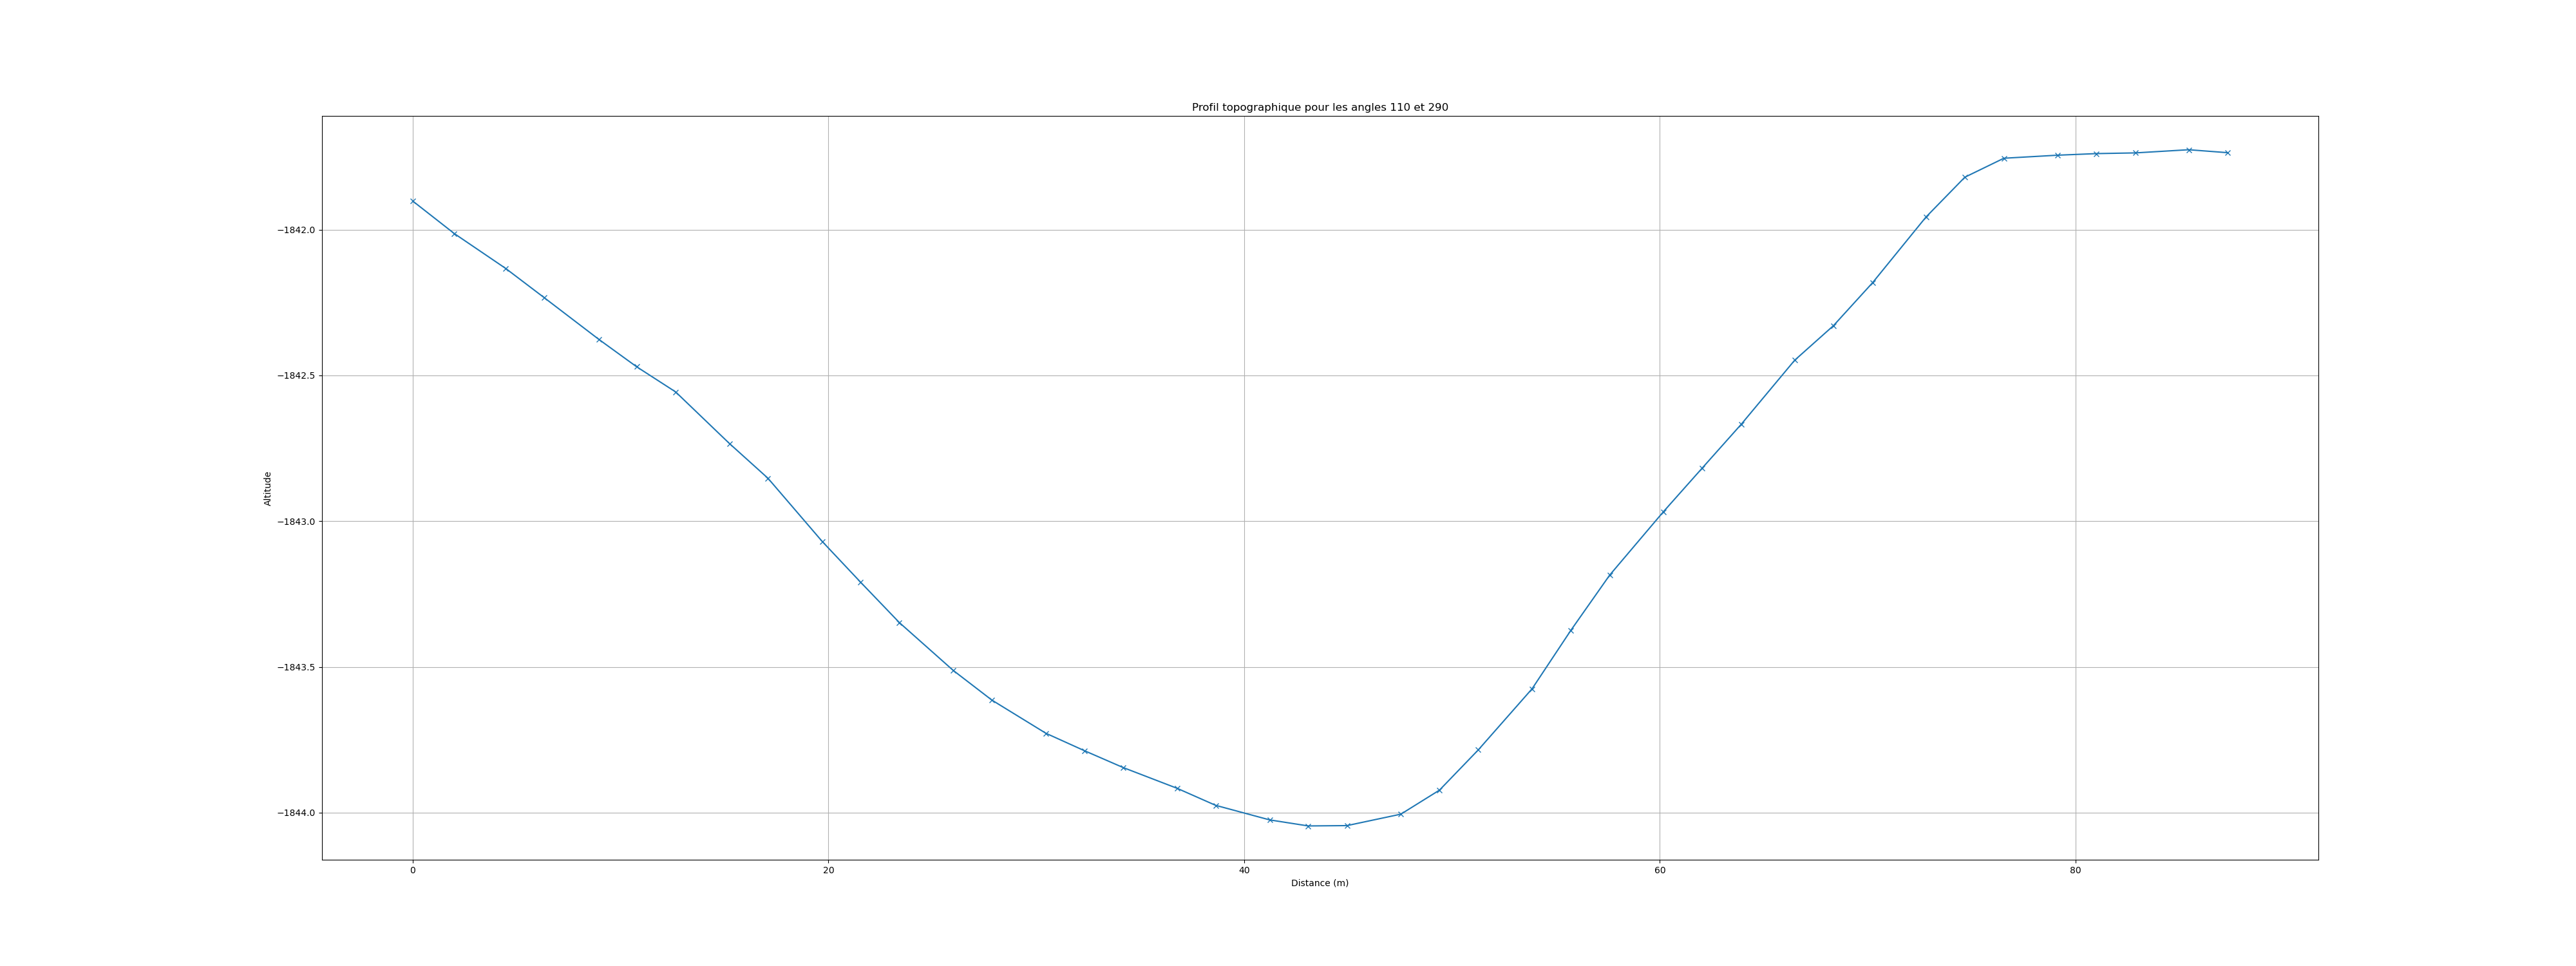 Profil topographique pour les angles 110 et 290
−1842.0
−1842.5
−1843.0
−1843.5
−1844.0
Altitude
0 20 40 60 80
Distance (m)